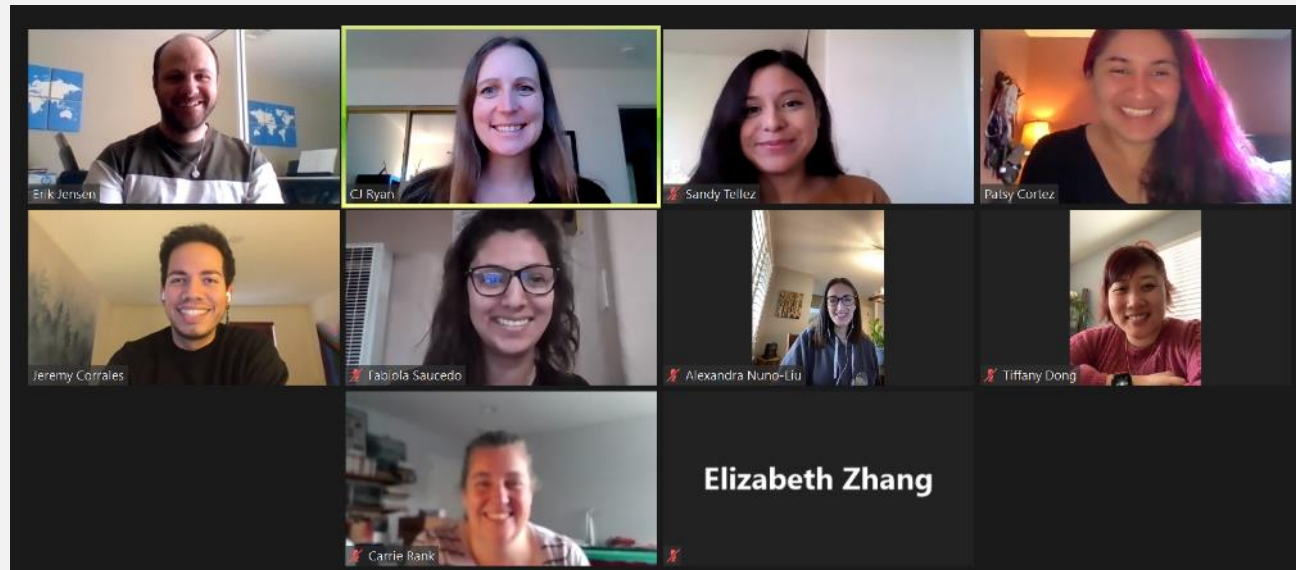 Erik Jensen
CJ Ryan
Sandy Tellez
Patsy Cortez
Jeremy Corrales
Fabiola Saucedo
Alexandra Nuno-Liu
Tiffany Dong
Carrie Rank
Elizabeth Zhang